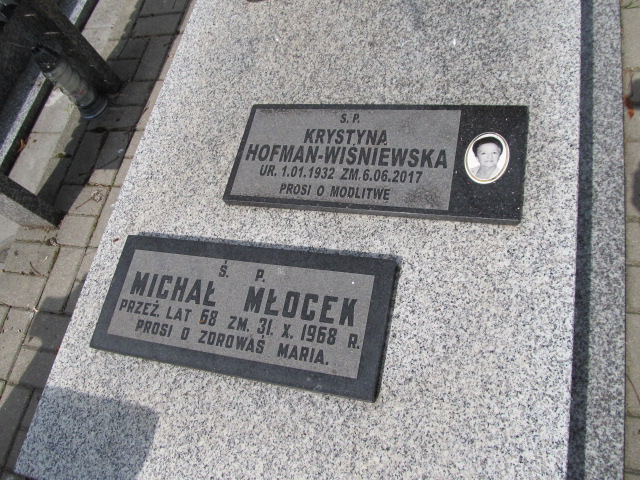 Ś. P.
KRYSTYNA
HOFMAN-WIŚNIEWSKA
UR. 1.01.1932 ZM. 6.06.2017
PROSI O MODLITWĘ
Ś. P.
MICHAŁ MŁOCEK
PRZEŻ. LAT 68 ZM. 31. X. 1968 R.
PROSI O ZDROWAŚ MARIA.